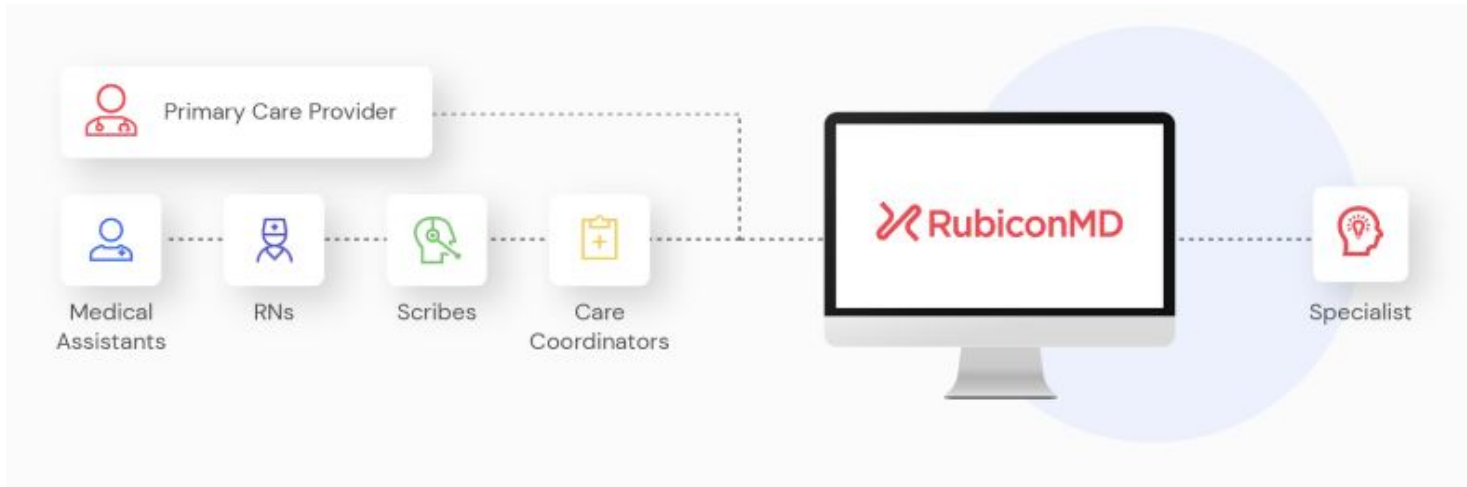 Primary Care Provider
RubiconMD
Medical
Assistants
RNs
Scribes
Care
Coordinators
Specialist